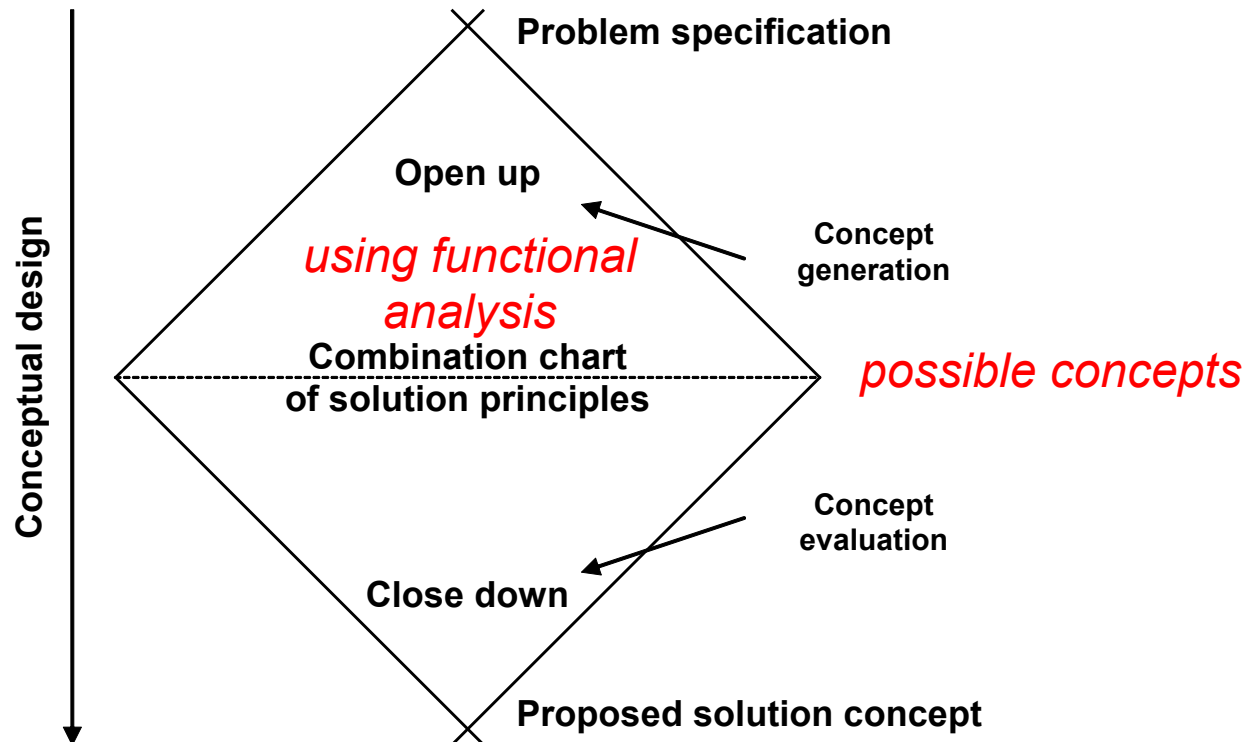 Problem specification
Open up
Concept
generation
using functional
analysis
Combination chart
of solution principles
possible concepts
Conceptual design
Concept
evaluation
Close down
Proposed solution concept